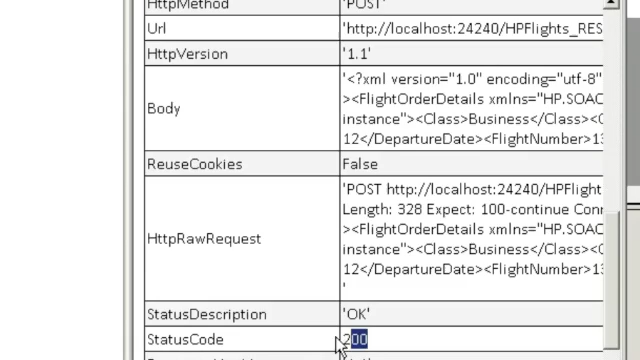 HttpMethod 'POST'
Url 'http://localhost:24240/HPFlights_RES
HttpVersion '1.1'
Body
'<?xml version="1.0" encoding="utf-8"
><FlightOrderDetails xmlns="HP.SOAC
instance"><Class>Business</Class><C
12</DepartureDate><FlightNumber>13
ReuseCookies False
HttpRawRequest
'POST http://localhost:24240/HPFlight
Length: 328 Expect: 100-continue Conn
><FlightOrderDetails xmlns="HP.SOAC
instance"><Class>Business</Class><C
12</DepartureDate><FlightNumber>13
'
StatusDescription 'OK'
StatusCode 200